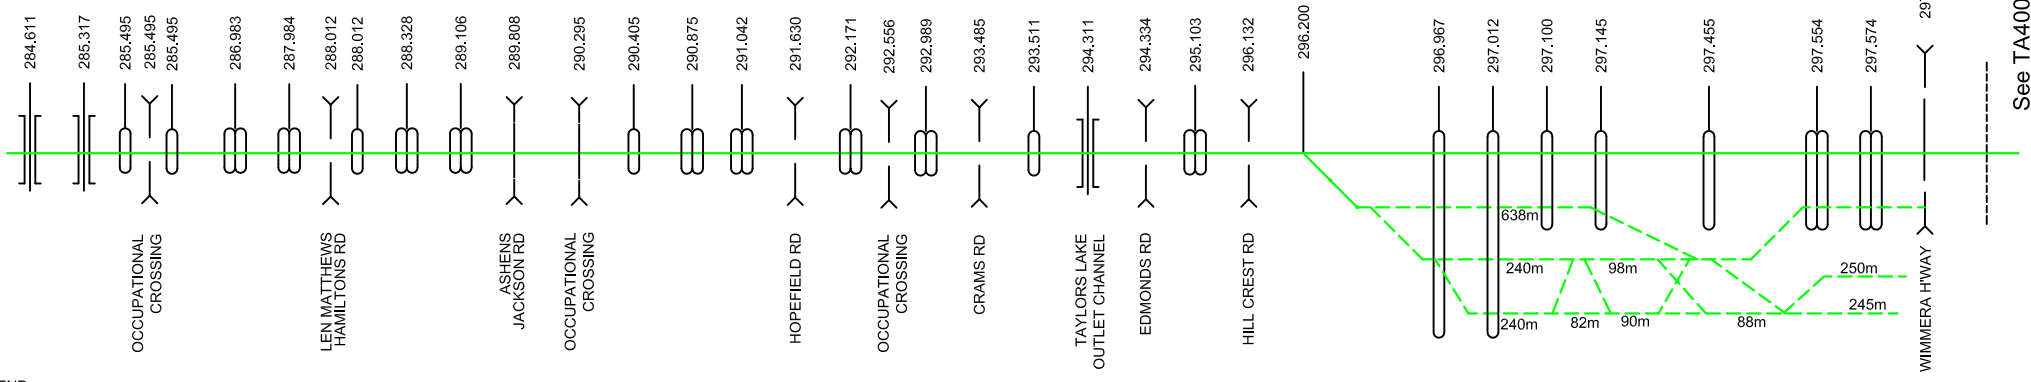 284.611
285.317
285.495
285.495
285.495
286.983
287.984
288.012
288.012
288.328
289.106
289.808
290.295
290.405
290.875
291.042
291.630
292.171
292.556
292.989
293.485
293.511
294.311
294.334
295.103
296.132
296.200
296.967
297.012
297.100
297.145
297.455
297.554
297.574
See TA400
OCCUPATIONAL
CROSSING
LEN MATTHEWS
HAMILTONS RD
ASHENS
JACKSON RD
OCCUPATIONAL
CROSSING
HOPEFIELD RD
OCCUPATIONAL
CROSSING
CRAMS RD
TAYLORS LAKE
OUTLET CHANNEL
EDMONDS RD
HILL CREST RD
WIMMERA H'WAY
638m
240m
98m
250m
240m
82m
90m
88m
245m